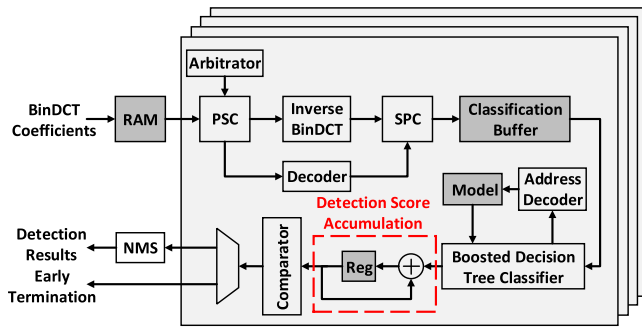 Arbitrator
BinDCT
Coefficients
RAM
PSC
Inverse
BinDCT
SPC
Classification
Buffer
Decoder
Model
Address
Decoder
Detection Score
Accumulation
Detection
Results
NMS
Early
Termination
Comparator
Reg
Boosted Decision
Tree Classifier